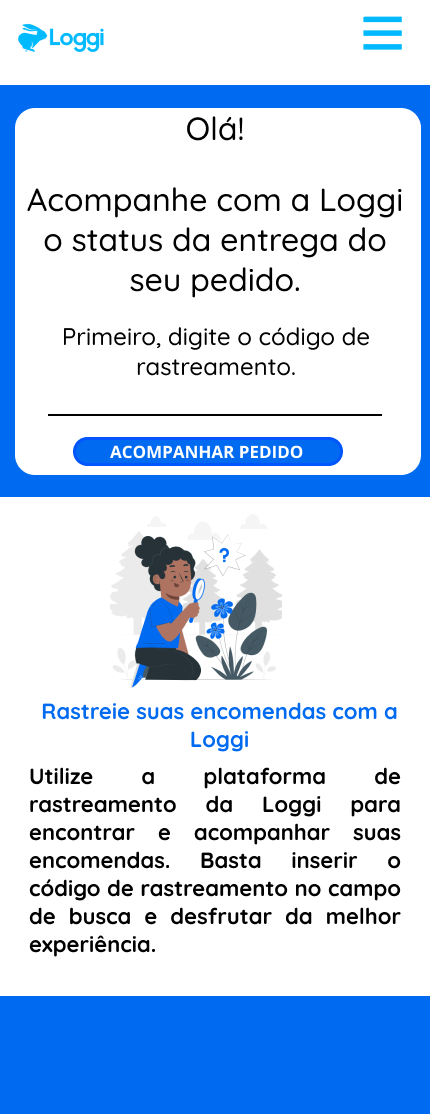 Loggi
Olá!
Acompanhe com a Loggi
o status da entrega do
seu pedido.
Primeiro, digite o código de
rastreamento.
ACOMPANHAR PEDIDO
?
Rastreie suas encomendas com a
Loggi
Utilize a plataforma de
rastreamento da Loggi para
encontrar e acompanhar suas
encomendas. Basta inserir o
código de rastreamento no campo
de busca e desfrutar da melhor
experiência.